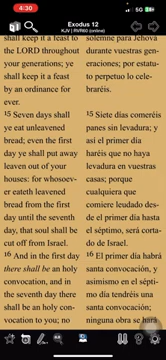 4:30
5G
Exodus 12
KJV | RVR60 (online)
shall keep it a feast to
the LORD throughout
your generations; ye
shall keep it a feast
by an ordinance for
ever.
15 Seven days shall
ye eat unleavened
bread; even the first
day ye shall put away
leaven out of your
houses: for whosoev-
er eateth leavened
bread from the first
day until the seventh
day, that soul shall be
cut off from Israel.
16 And in the first day
there shall be an holy
convocation, and in
the seventh day there
shall be an holy con-
vocation to you; no
solemne para Jehová
durante vuestras gen-
eraciones; por estatu-
to perpetuo lo cele-
braréis.
15 Siete días comeréis
panes sin levadura; y
así el primer día
haréis que no haya
levadura en vuestras
casas; porque
cualquiera que
comiere leudado des-
de el primer día hasta
el séptimo, será corta-
do de Israel.
16 El primer día habrá
santa convocación, y
asimismo en el sépti-
mo día tendréis una
santa convocación;
ninguna obra se hará